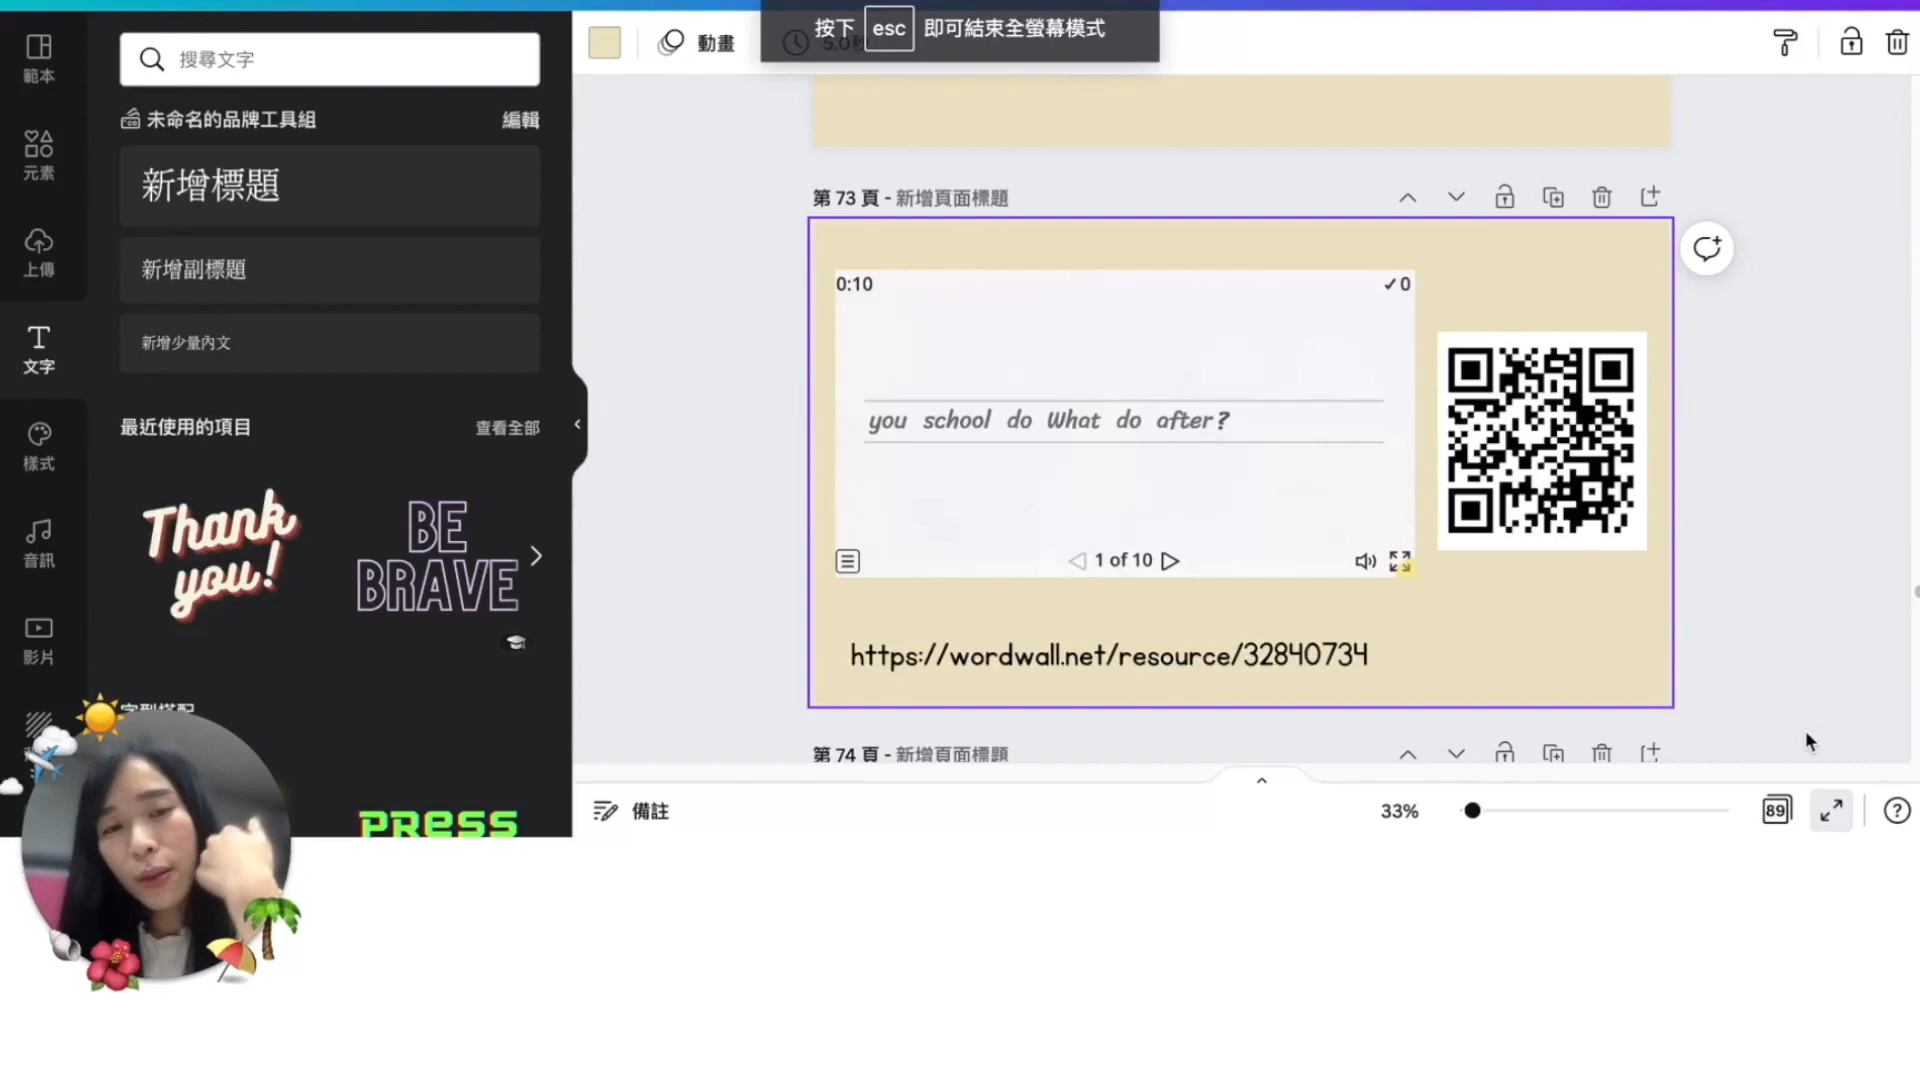 按下 esc 即可結束全螢幕模式
範本
搜尋文字
動畫
未命名的品牌工具組 編輯
元素
新增標題
上傳
新增副標題
文字
新增少量內文
最近使用的項目 查看全部
樣式
Thank you!
BE BRAVE
音訊
影片
PRESS
第 73 頁 - 新增頁面標題
0:10 ✓0
you school do What do after?
1 of 10
https://wordwall.net/resource/32840734
第 74 頁 - 新增頁面標題
備註 33% 89 ?